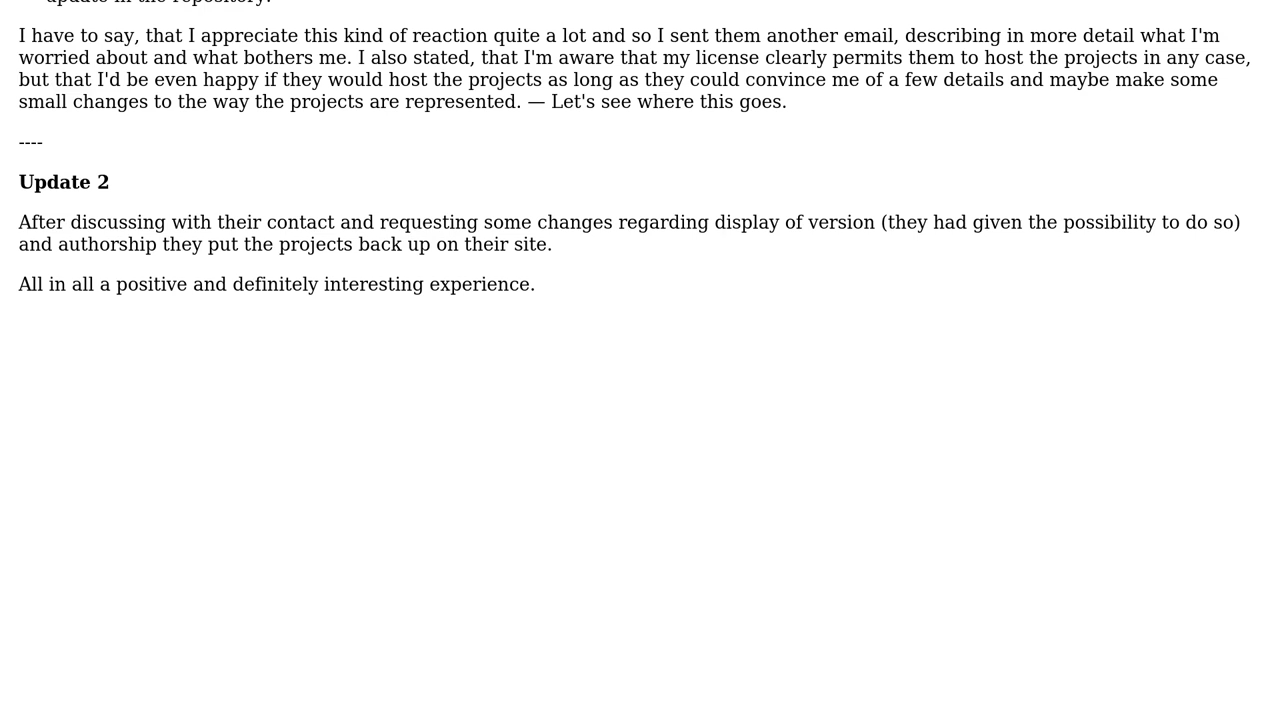 update in the repository.
I have to say, that I appreciate this kind of reaction quite a lot and so I sent them another email, describing in more detail what I'm
worried about and what bothers me. I also stated, that I'm aware that my license clearly permits them to host the projects in any case,
but that I'd be even happy if they would host the projects as long as they could convince me of a few details and maybe make some
small changes to the way the projects are represented. — Let's see where this goes.
----
Update 2
After discussing with their contact and requesting some changes regarding display of version (they had given the possibility to do so)
and authorship they put the projects back up on their site.
All in all a positive and definitely interesting experience.